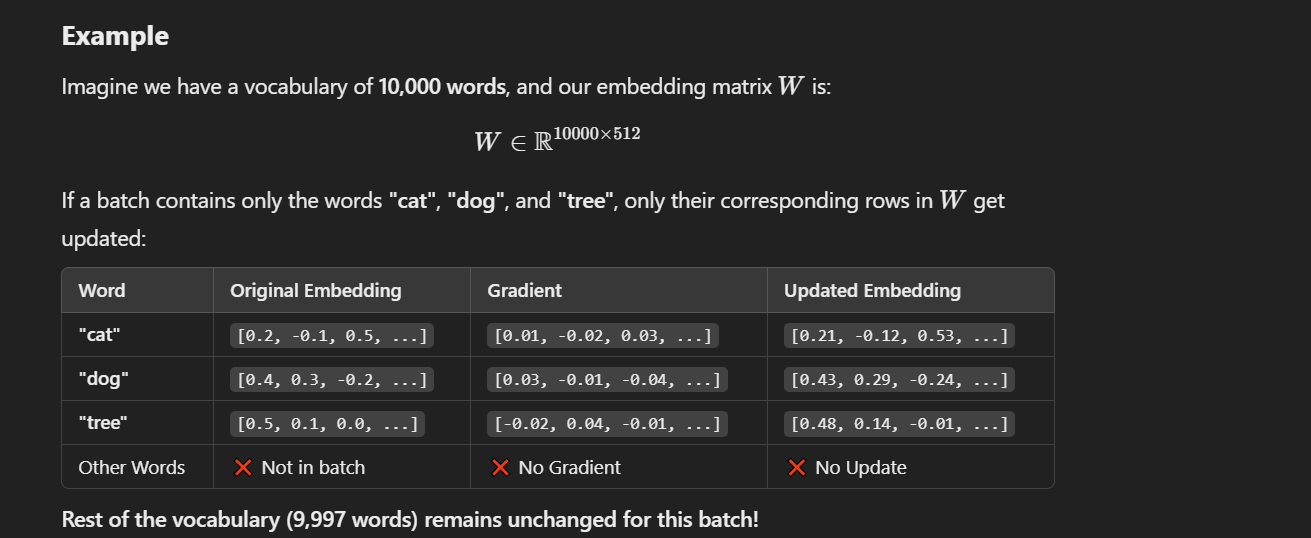 Example
Imagine we have a vocabulary of 10,000 words, and our embedding matrix W is:
W ∈ ℝ^{10000×512}
If a batch contains only the words "cat", "dog", and "tree", only their corresponding rows in W get
updated:
Word Original Embedding Gradient Updated Embedding
"cat" [0.2, -0.1, 0.5, ...] [0.01, -0.02, 0.03, ...] [0.21, -0.12, 0.53, ...]
"dog" [0.4, 0.3, -0.2, ...] [0.03, -0.01, -0.04, ...] [0.43, 0.29, -0.24, ...]
"tree" [0.5, 0.1, 0.0, ...] [-0.02, 0.04, -0.01, ...] [0.48, 0.14, -0.01, ...]
Other Words ❌ Not in batch ❌ No Gradient ❌ No Update
Rest of the vocabulary (9,997 words) remains unchanged for this batch!